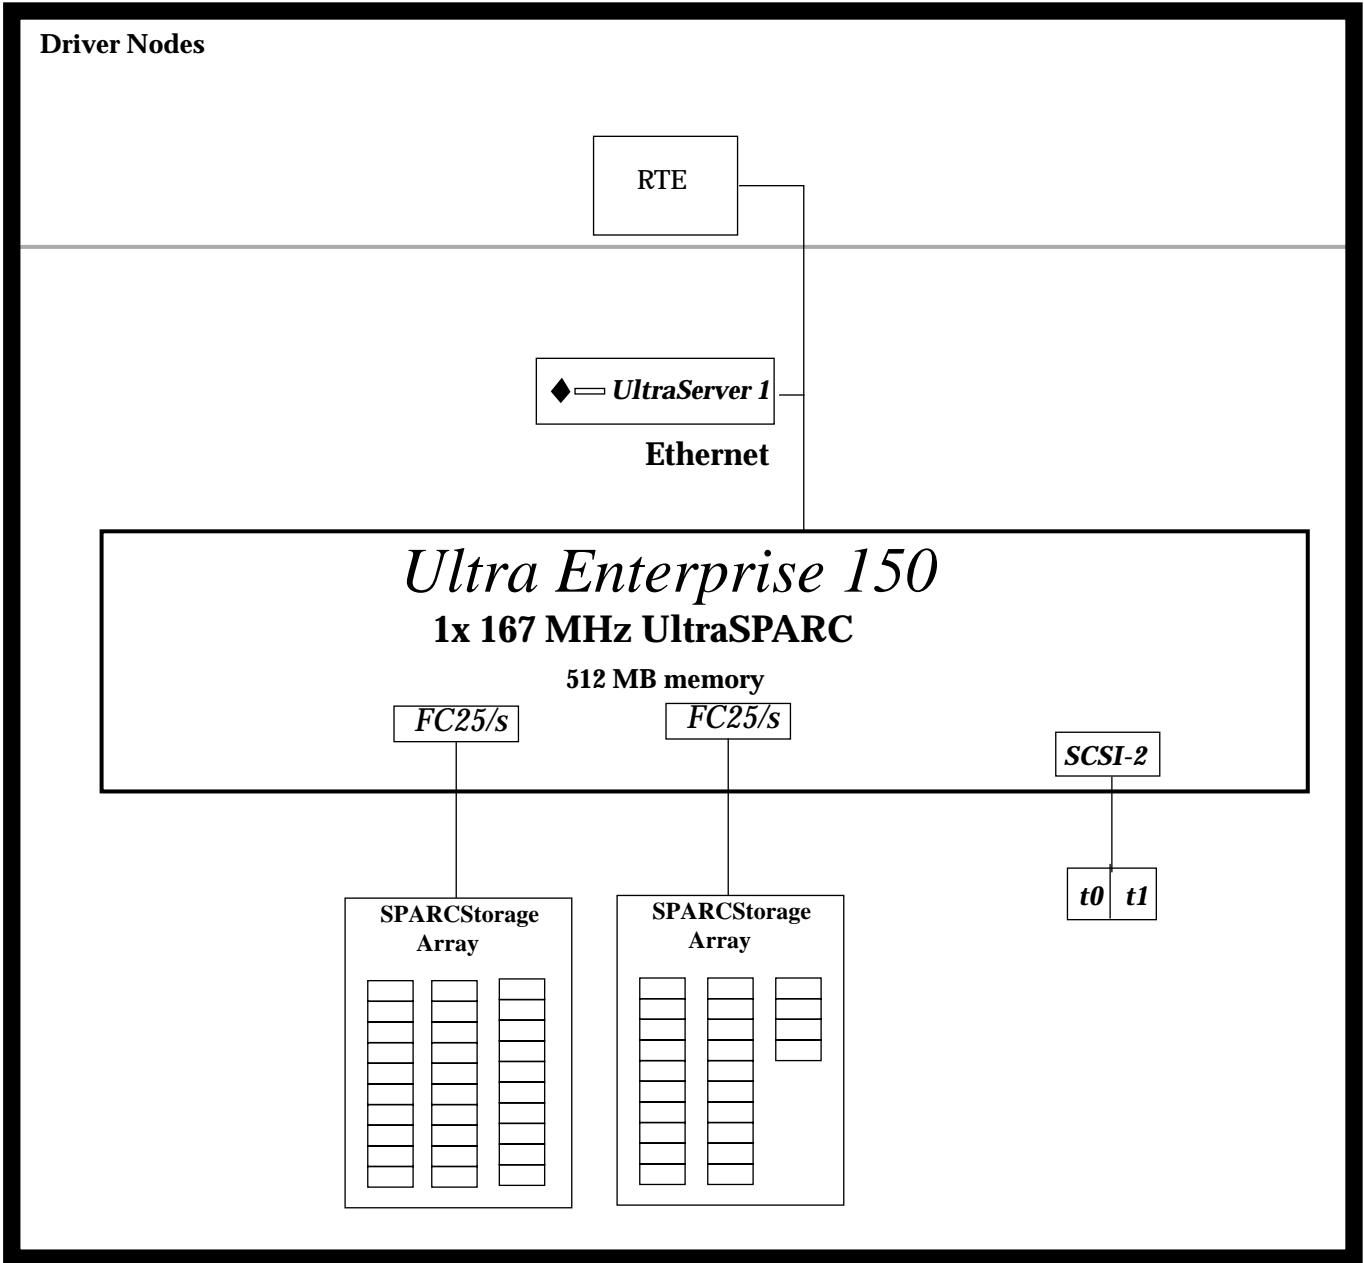 Driver Nodes
RTE
UltraServer 1
Ethernet
Ultra Enterprise 150
1x 167 MHz UltraSPARC
512 MB memory
FC25/s
FC25/s
SCSI-2
t0 t1
SPARCStorage
Array
SPARCStorage
Array